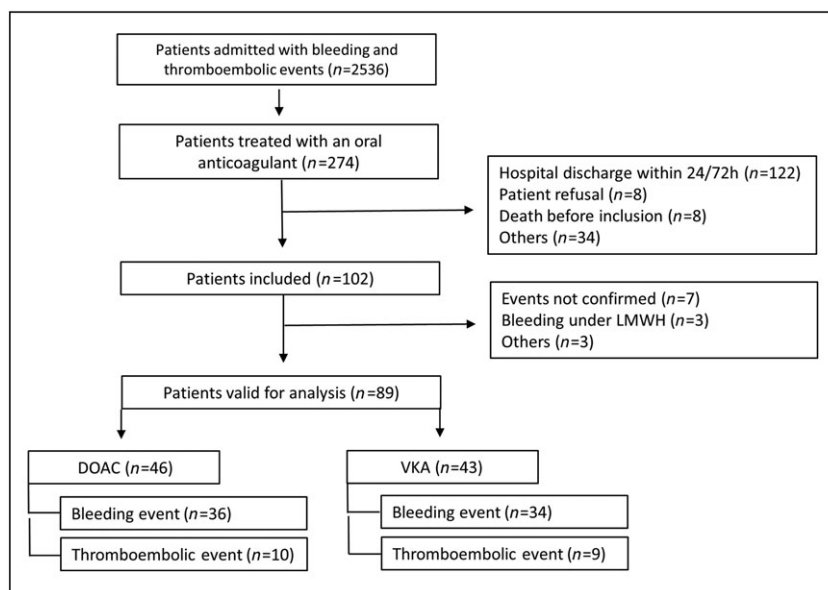 Patients admitted with bleeding and
thromboembolic events (n=2536)
Patients treated with an oral
anticoagulant (n=274)
Hospital discharge within 24/72h (n=122)
Patient refusal (n=8)
Death before inclusion (n=8)
Others (n=34)
Patients included (n=102)
Events not confirmed (n=7)
Bleeding under LMWH (n=3)
Others (n=3)
Patients valid for analysis (n=89)
DOAC (n=46)
VKA (n=43)
Bleeding event (n=36)
Bleeding event (n=34)
Thromboembolic event (n=10)
Thromboembolic event (n=9)